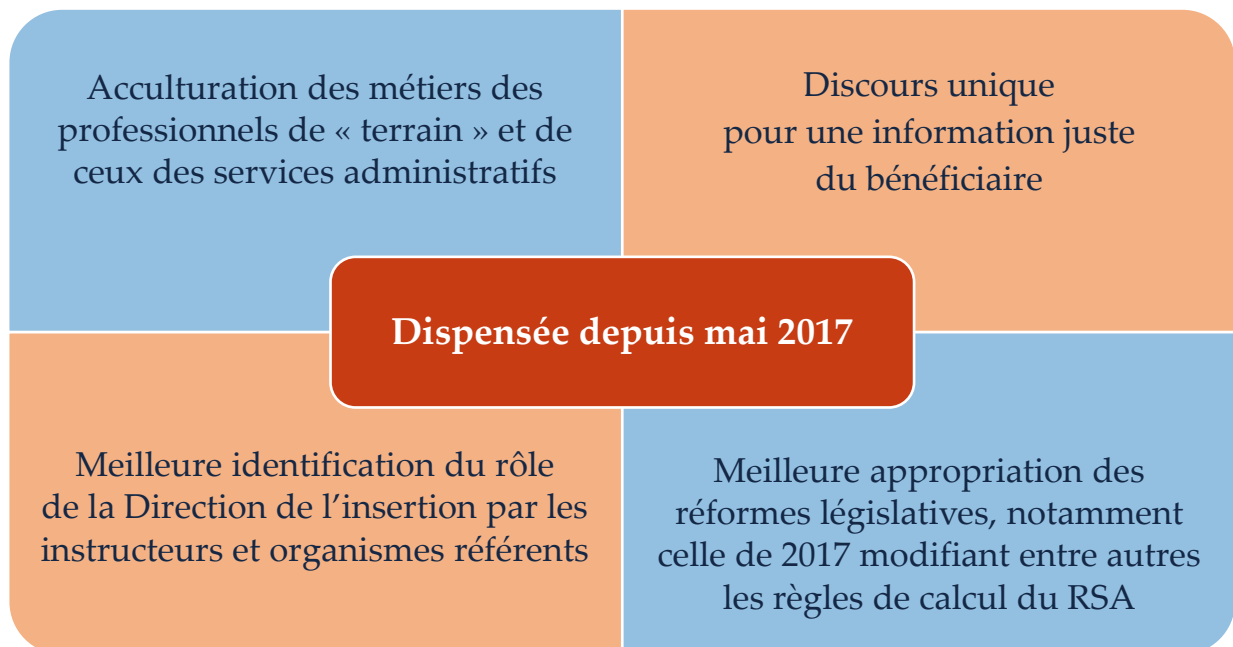 Acculturation des métiers des
professionnels de « terrain » et de
ceux des services administratifs
Discours unique
pour une information juste
du bénéficiaire
Dispensée depuis mai 2017
Meilleure identification du rôle
de la Direction de l’insertion par les
instructeurs et organismes référents
Meilleure appropriation des
réformes législatives, notamment
celle de 2017 modifiant entre autres
les règles de calcul du RSA